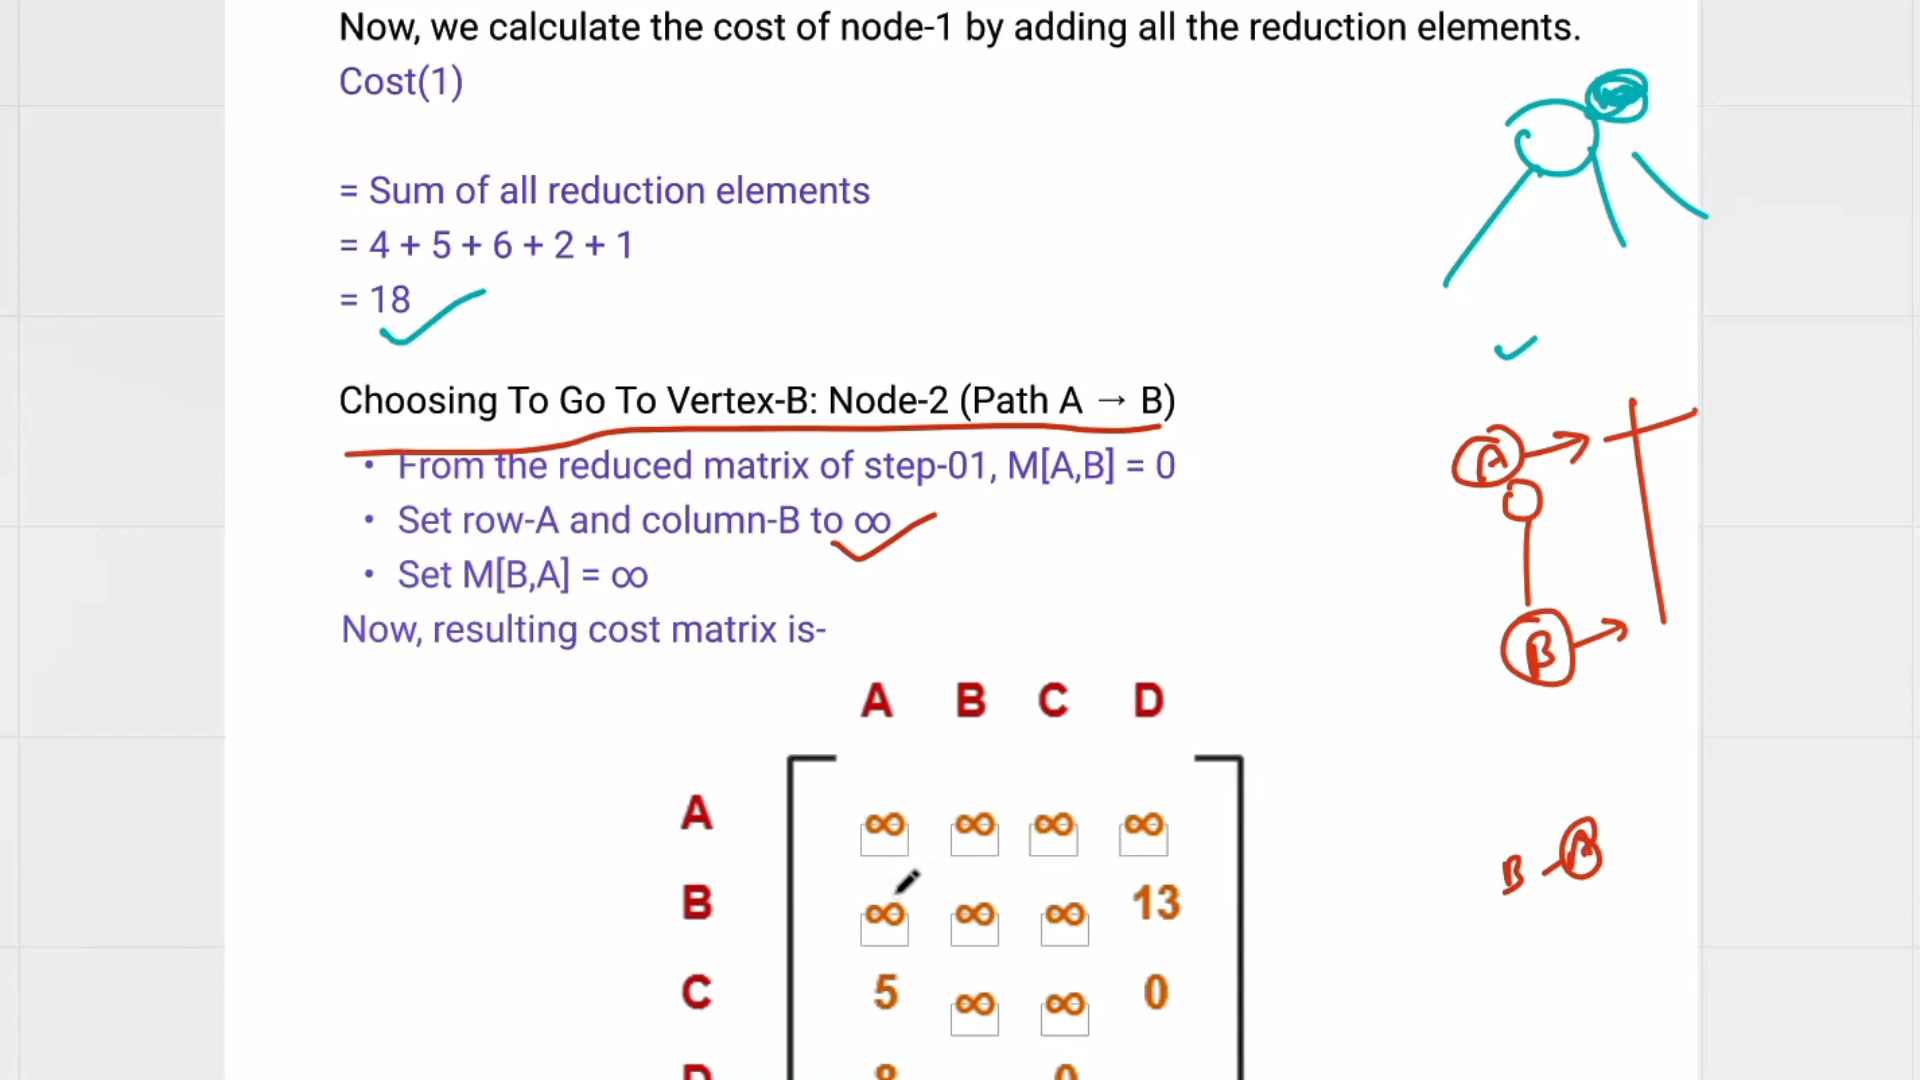 Now, we calculate the cost of node-1 by adding all the reduction elements.
Cost(1)
= Sum of all reduction elements
= 4 + 5 + 6 + 2 + 1
= 18
Choosing To Go To Vertex-B: Node-2 (Path A → B)
• From the reduced matrix of step-01, M[A,B] = 0
• Set row-A and column-B to ∞
• Set M[B,A] = ∞
Now, resulting cost matrix is-
A B C D
A ∞ ∞ ∞ ∞
B ∞ ∞ ∞ 13
C 5 ∞ ∞ 0
D 8 0
A
B
B - A